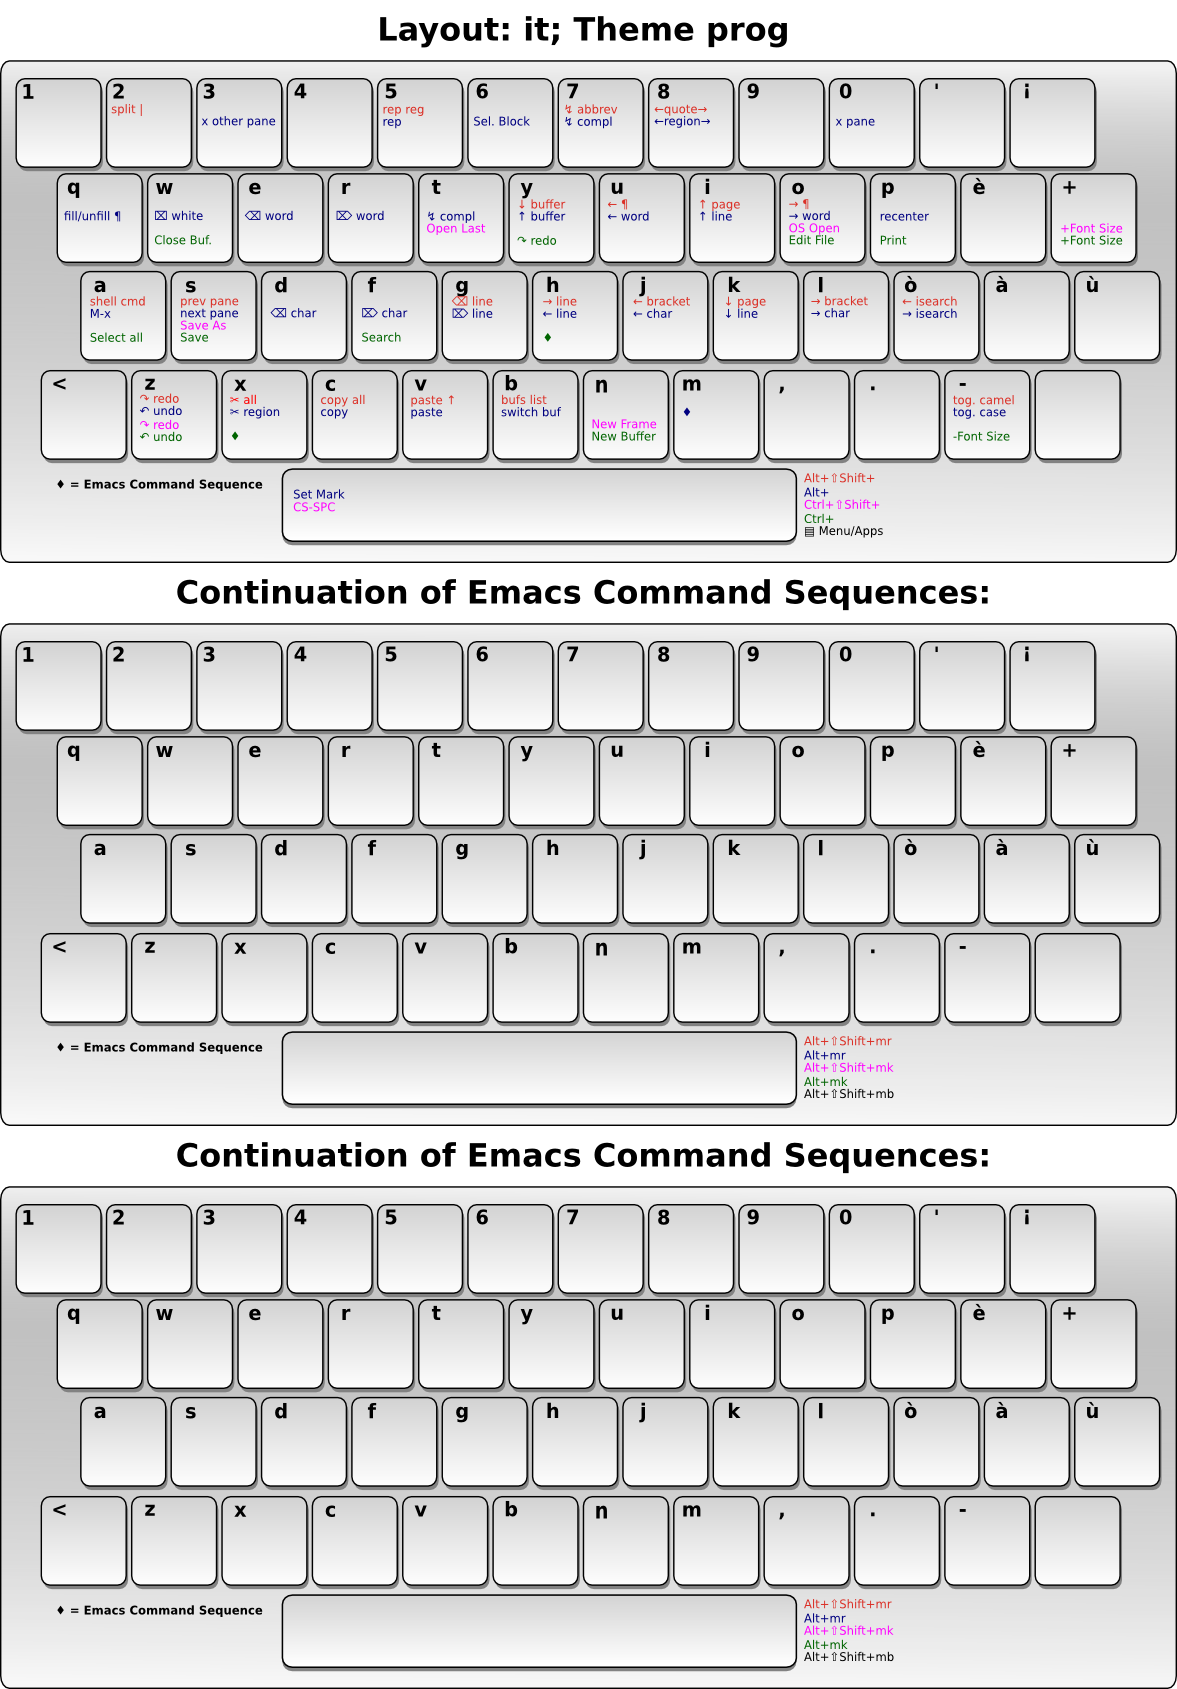 Layout: it; Theme prog
1 2 3 4 5 6 7 8 9 0 ' i
split | rep reg ↯ abbrev ←quote→
x other pane rep Sel. Block ↯ compl ←region→ x pane
q w e r t y u i o p è +
↓ buffer ← ¶ ↑ page → ¶
fill/unfill ¶ ⌧ white ⌫ word ⌦ word ↯ compl ↑ buffer ← word ↑ line → word recenter
Open Last OS Open +Font Size
Close Buf. ↷ redo Edit File Print +Font Size
a s d f g h j k l ò à ù
shell cmd prev pane ⌫ line → line ← bracket ↓ page → bracket ← isearch
M-x next pane ⌫ char ⌦ char ⌦ line ← line ← char ↓ line → char → isearch
Save As
Select all Save Search ♦
< z x c v b n m , . -
↷ redo ✂ all copy all paste ↑ bufs list tog. camel
↶ undo ✂ region copy paste switch buf ♦ tog. case
↷ redo New Frame
↶ undo ♦ New Buffer -Font Size
♦ = Emacs Command Sequence
Set Mark
CS-SPC
Alt+⇧Shift+
Alt+
Ctrl+⇧Shift+
Ctrl+
▤ Menu/Apps
Continuation of Emacs Command Sequences:
1 2 3 4 5 6 7 8 9 0 ' i
q w e r t y u i o p è +
a s d f g h j k l ò à ù
< z x c v b n m , . -
♦ = Emacs Command Sequence
Alt+⇧Shift+mr
Alt+mr
Alt+⇧Shift+mk
Alt+mk
Alt+⇧Shift+mb
Continuation of Emacs Command Sequences:
1 2 3 4 5 6 7 8 9 0 ' i
q w e r t y u i o p è +
a s d f g h j k l ò à ù
< z x c v b n m , . -
♦ = Emacs Command Sequence
Alt+⇧Shift+mr
Alt+mr
Alt+⇧Shift+mk
Alt+mk
Alt+⇧Shift+mb